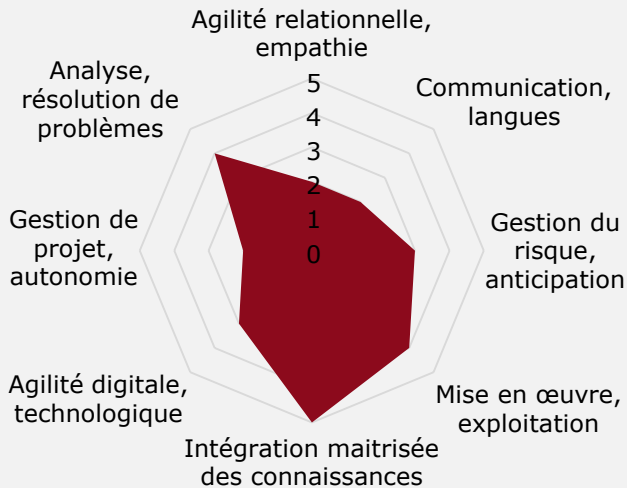 Agilité relationnelle,
empathie
Communication,
langues
Gestion du
risque,
anticipation
Mise en œuvre,
exploitation
Intégration maitrisée
des connaissances
Agilité digitale,
technologique
Gestion de
projet,
autonomie
Analyse,
résolution de
problèmes
5
4
3
2
1
0